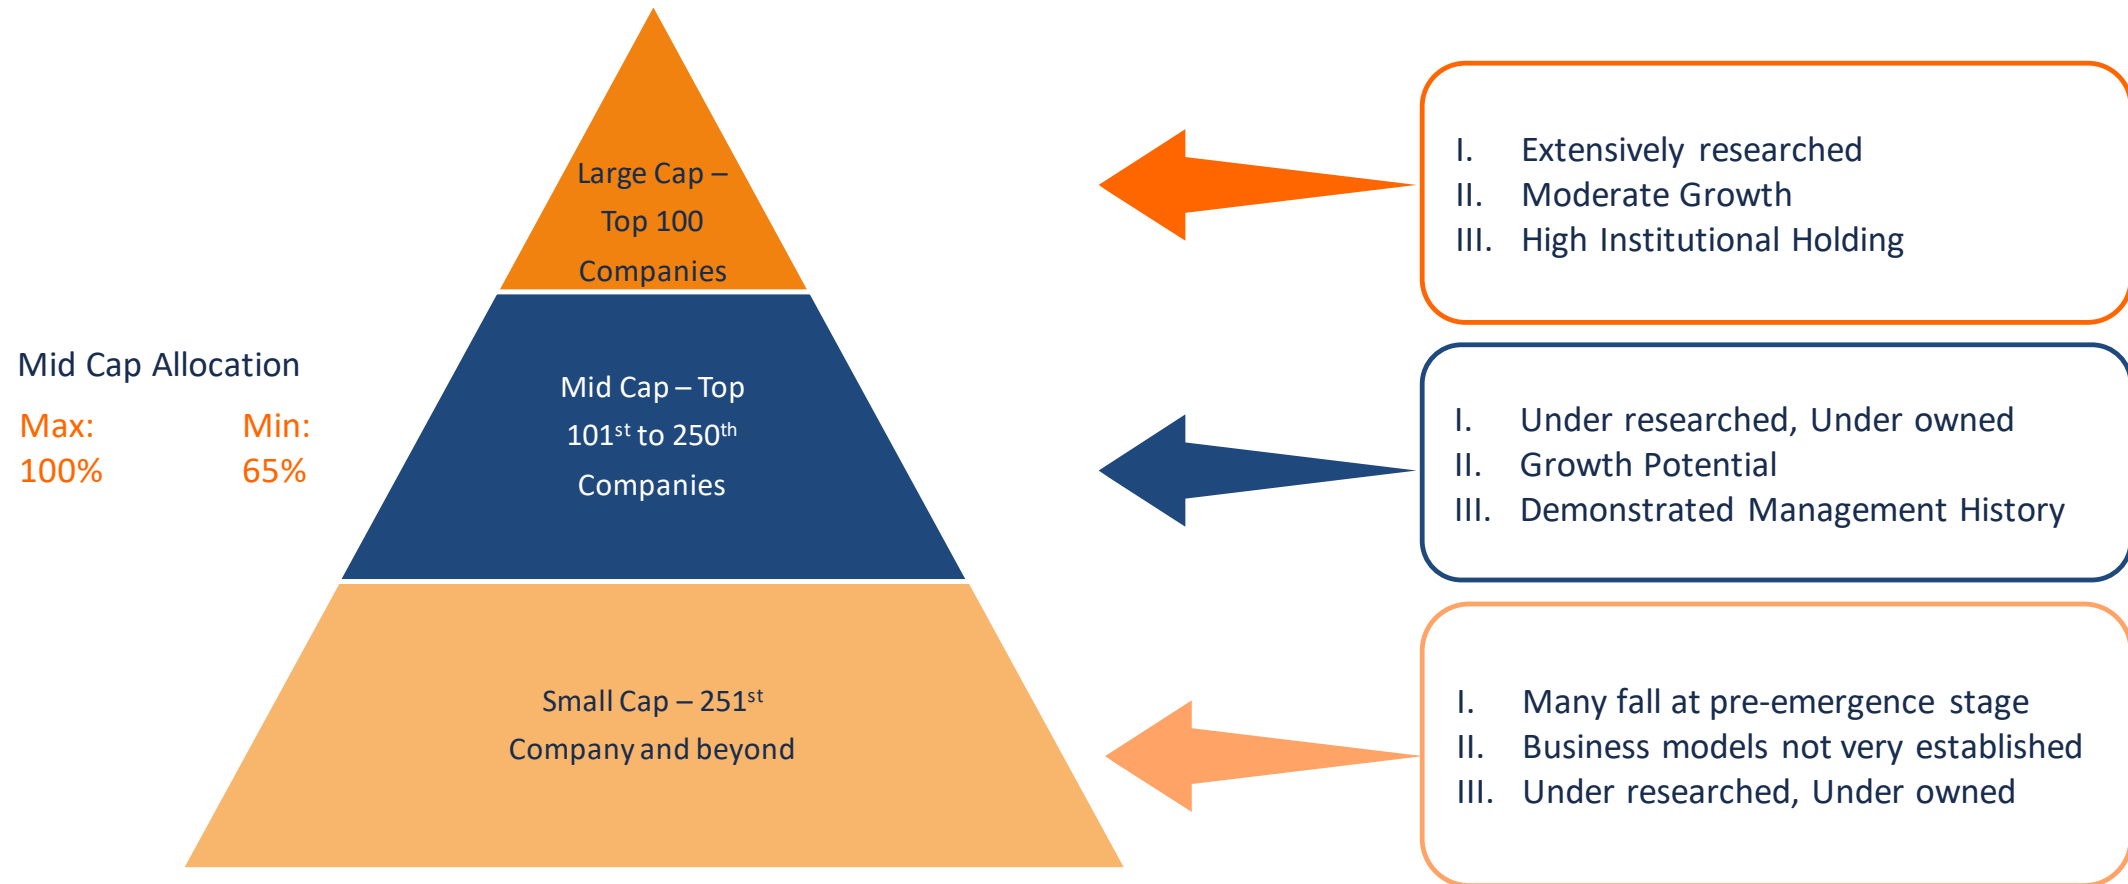 Large Cap –
Top 100
Companies
I. Extensively researched
II. Moderate Growth
III. High Institutional Holding
Mid Cap Allocation
Max: Min:
100% 65%
Mid Cap – Top
101st to 250th
Companies
I. Under researched, Under owned
II. Growth Potential
III. Demonstrated Management History
Small Cap – 251st
Company and beyond
I. Many fall at pre-emergence stage
II. Business models not very established
III. Under researched, Under owned